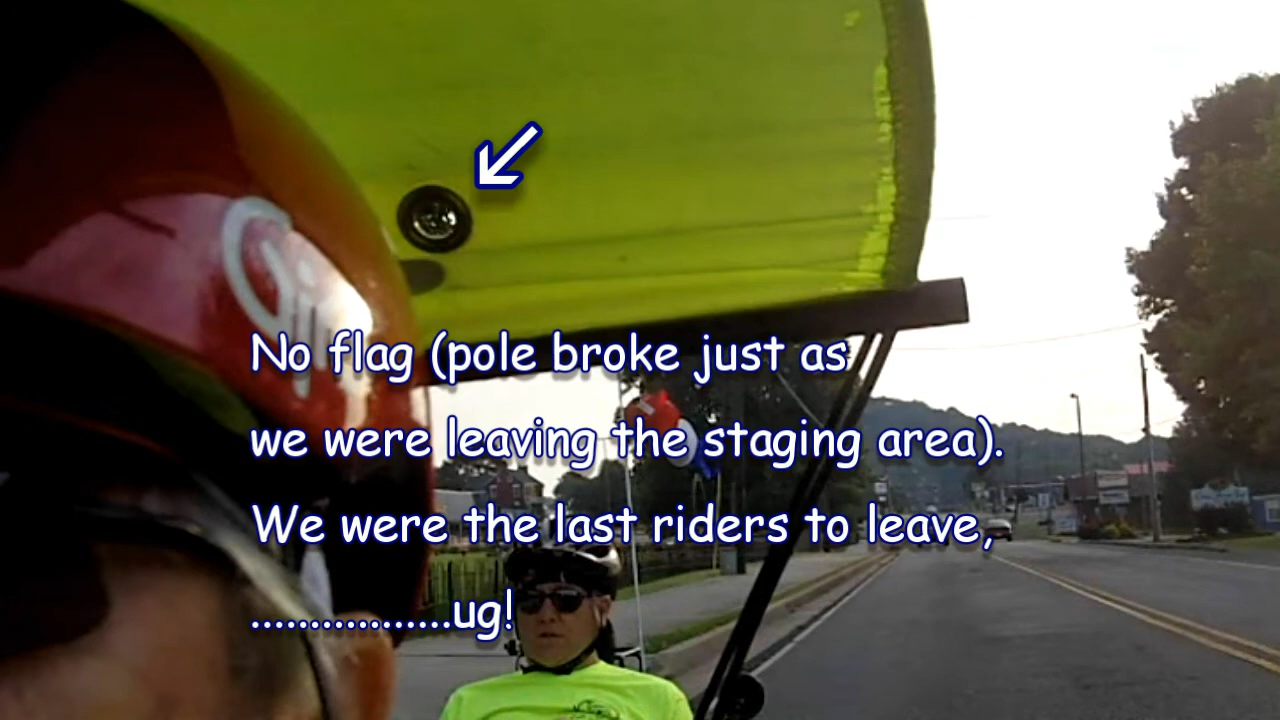 No flag (pole broke just as
we were leaving the staging area).
We were the last riders to leave,
.................ug!